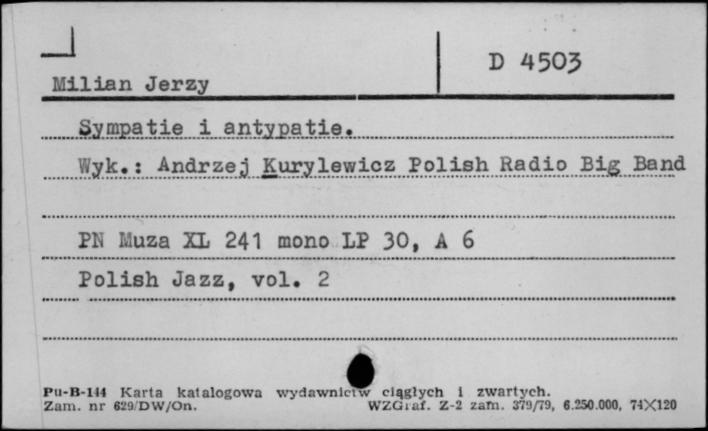 D 4503
Milian Jerzy
Sympatie i antypatie.
Wyk.: Andrzej Kurylewicz Polish Radio Big Band
PN Muza XL 241 mono LP 30, A 6
Polish Jazz, vol. 2
Pu-B-144 Karta katalogowa wydawnictw ciągłych i zwartych.
Zam. nr 629/DW/On. WZGraf. Z-2 zam. 379/79, 6.250.000, 74X120